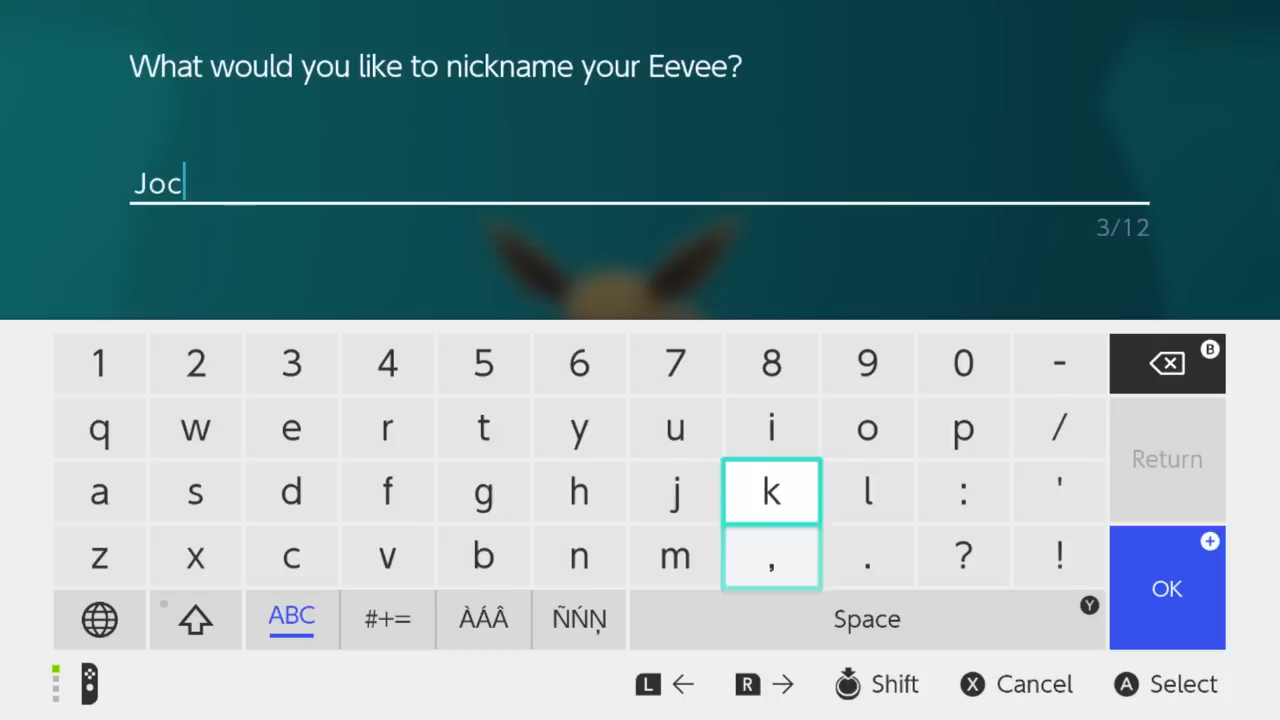 What would you like to nickname your Eevee?
Joc
3/12
1 2 3 4 5 6 7 8 9 0 - B
q w e r t y u i o p / Return
a s d f g h j k l : '
z x c v b n m , . ? ! + OK
ABC #+= ÀÁÂ ÑŃŅ Space Y
L ← R → Shift X Cancel A Select